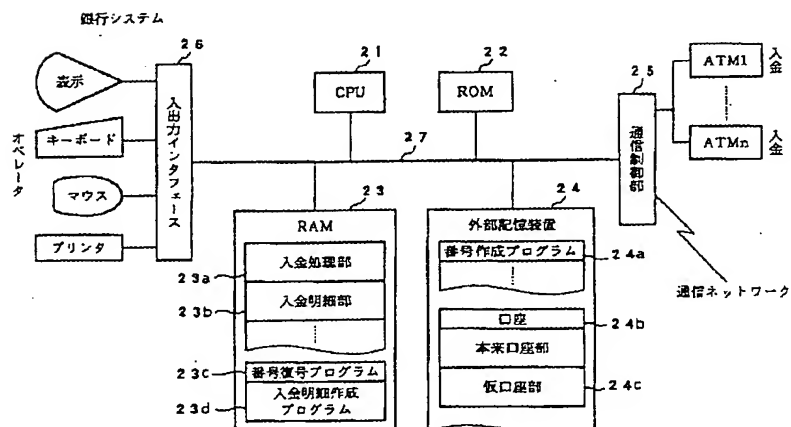 銀行システム
26
表示
キーボード
マウス
プリンタ
オペレータ
入出力インタフェース
21
CPU
22
ROM
27
25
通信制御部
ATM1
入金
ATMn
入金
通信ネットワーク
23
RAM
23a
入金処理部
23b
入金明細部
23c
番号復号プログラム
23d
入金明細作成
プログラム
24
外部記憶装置
番号作成プログラム
24a
口座
24b
本来口座部
仮口座部
24c